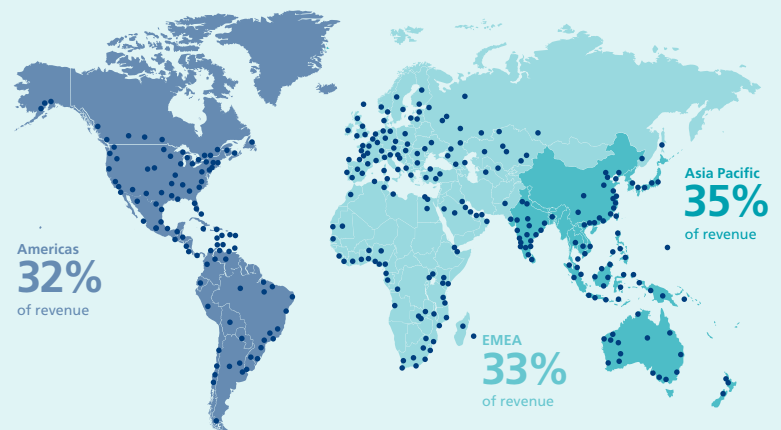 Americas
32%
of revenue
EMEA
33%
of revenue
Asia Pacific
35%
of revenue